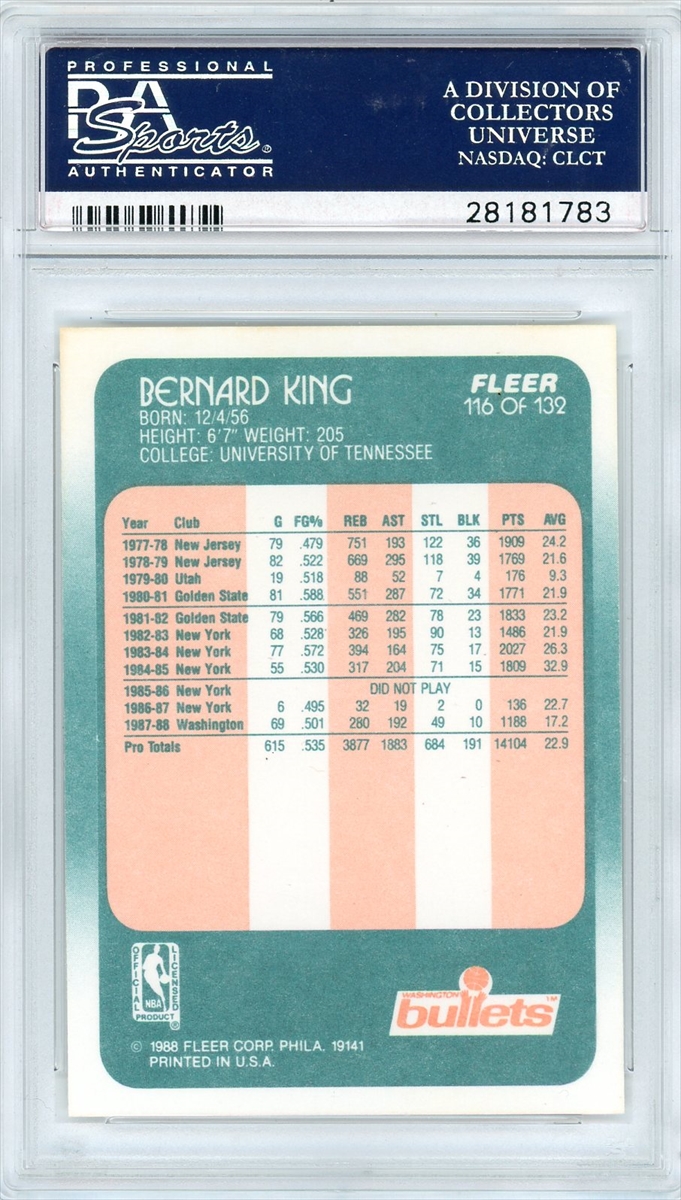 PROFESSIONAL
PSA
Sports®
AUTHENTICATOR
A DIVISION OF
COLLECTORS
UNIVERSE
NASDAQ: CLCT
28181783
BERNARD KING
BORN: 12/4/56
HEIGHT: 6'7" WEIGHT: 205
COLLEGE: UNIVERSITY OF TENNESSEE
FLEER
116 OF 132
Year Club G FG% REB AST STL BLK PTS AVG
1977-78 New Jersey 79 .479 751 193 122 36 1909 24.2
1978-79 New Jersey 82 .522 669 295 118 39 1769 21.6
1979-80 Utah 19 .518 88 52 7 4 176 9.3
1980-81 Golden State 81 .588 551 287 72 34 1771 21.9
1981-82 Golden State 79 .566 469 282 78 23 1833 23.2
1982-83 New York 68 .528 326 195 90 13 1486 21.9
1983-84 New York 77 .572 394 164 75 17 2027 26.3
1984-85 New York 55 .530 317 204 71 15 1809 32.9
1985-86 New York DID NOT PLAY
1986-87 New York 6 .495 32 19 2 0 136 22.7
1987-88 Washington 69 .501 280 192 49 10 1188 17.2
Pro Totals 615 .535 3877 1883 684 191 14104 22.9
OFFICIAL LICENSED
NBA
PRODUCT ®
WASHINGTON
bullets™
© 1988 FLEER CORP. PHILA. 19141
PRINTED IN U.S.A.